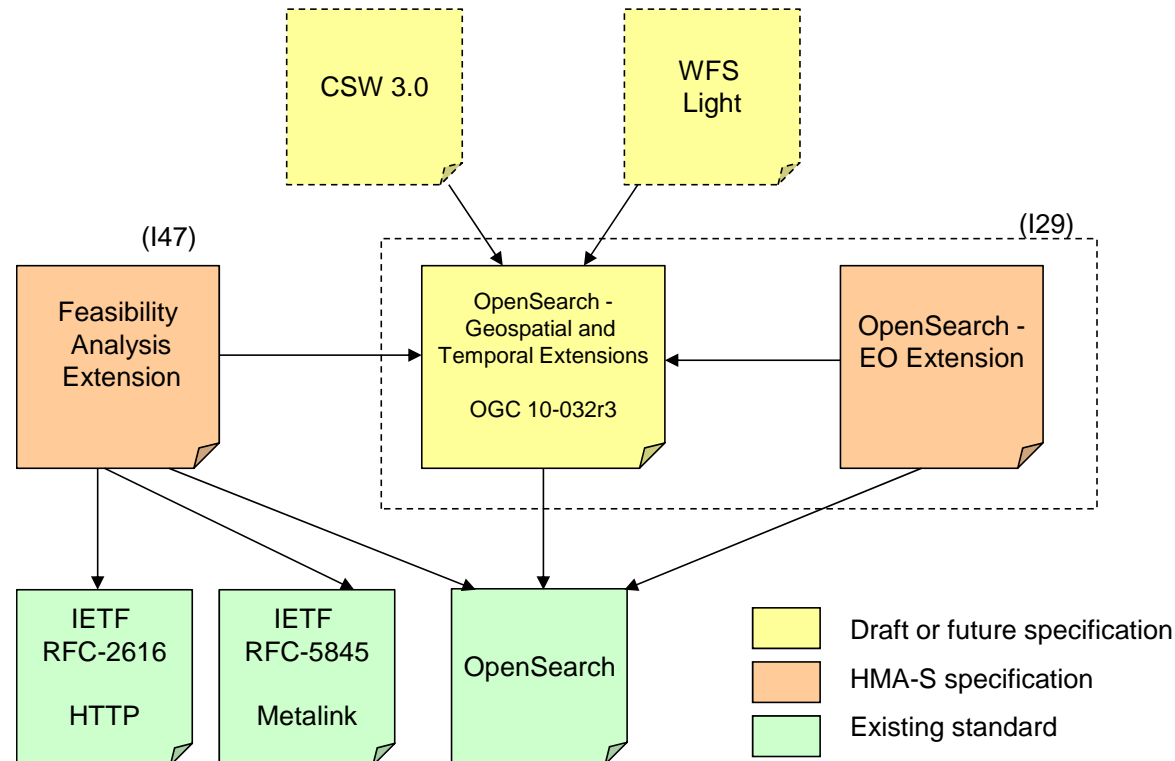 CSW 3.0
WFS
Light
(I47)
(I29)
Feasibility
Analysis
Extension
OpenSearch -
Geospatial and
Temporal Extensions
OGC 10-032r3
OpenSearch -
EO Extension
IETF
RFC-2616
HTTP
IETF
RFC-5845
Metalink
OpenSearch
Draft or future specification
HMA-S specification
Existing standard